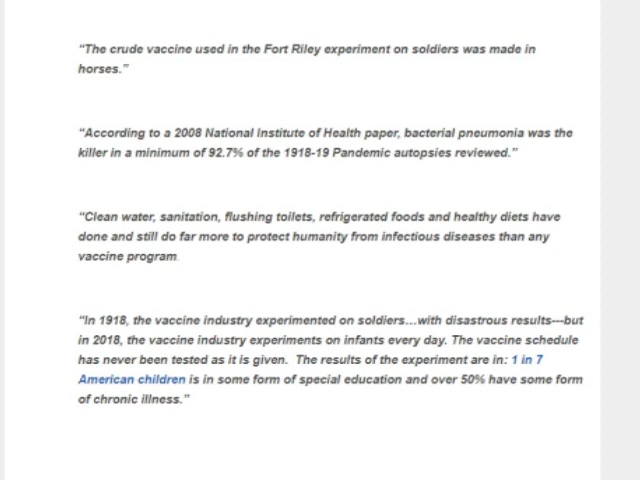 “The crude vaccine used in the Fort Riley experiment on soldiers was made in
horses.”
“According to a 2008 National Institute of Health paper, bacterial pneumonia was the
killer in a minimum of 92.7% of the 1918-19 Pandemic autopsies reviewed.”
“Clean water, sanitation, flushing toilets, refrigerated foods and healthy diets have
done and still do far more to protect humanity from infectious diseases than any
vaccine program.
“In 1918, the vaccine industry experimented on soldiers…with disastrous results---but
in 2018, the vaccine industry experiments on infants every day. The vaccine schedule
has never been tested as it is given.  The results of the experiment are in: 1 in 7
American children is in some form of special education and over 50% have some form
of chronic illness.”